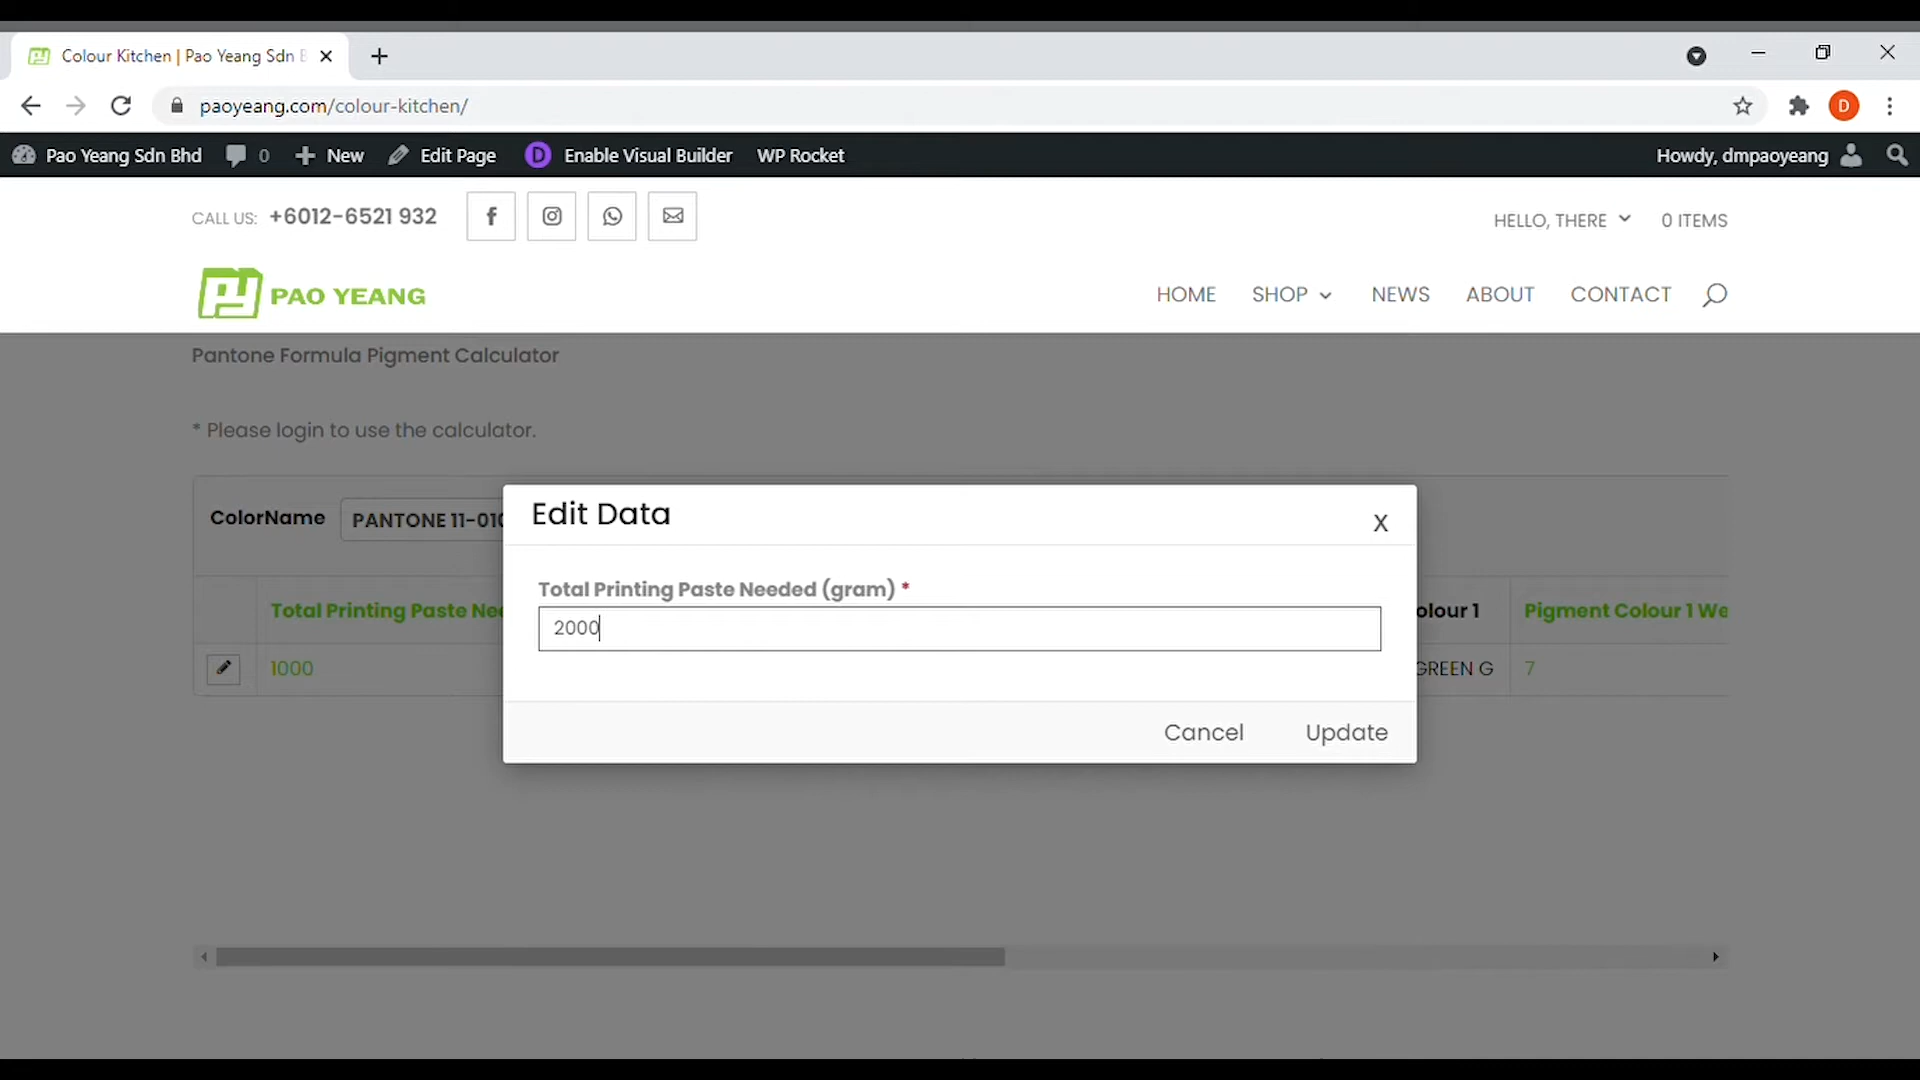 Colour Kitchen | Pao Yeang Sdn
paoyeang.com/colour-kitchen/
D
Pao Yeang Sdn Bhd 0 New Edit Page D Enable Visual Builder WP Rocket Howdy, dmpaoyeang
CALL US: +6012-6521 932
HELLO, THERE 0 ITEMS
PAO YEANG
HOME SHOP NEWS ABOUT CONTACT
Pantone Formula Pigment Calculator
* Please login to use the calculator.
ColorName PANTONE 11-010
Edit Data
X
Total Printing Paste Needed (gram) *
2000
Cancel Update
Total Printing Paste Nee olour 1 Pigment Colour 1 We
1000 GREEN G 7